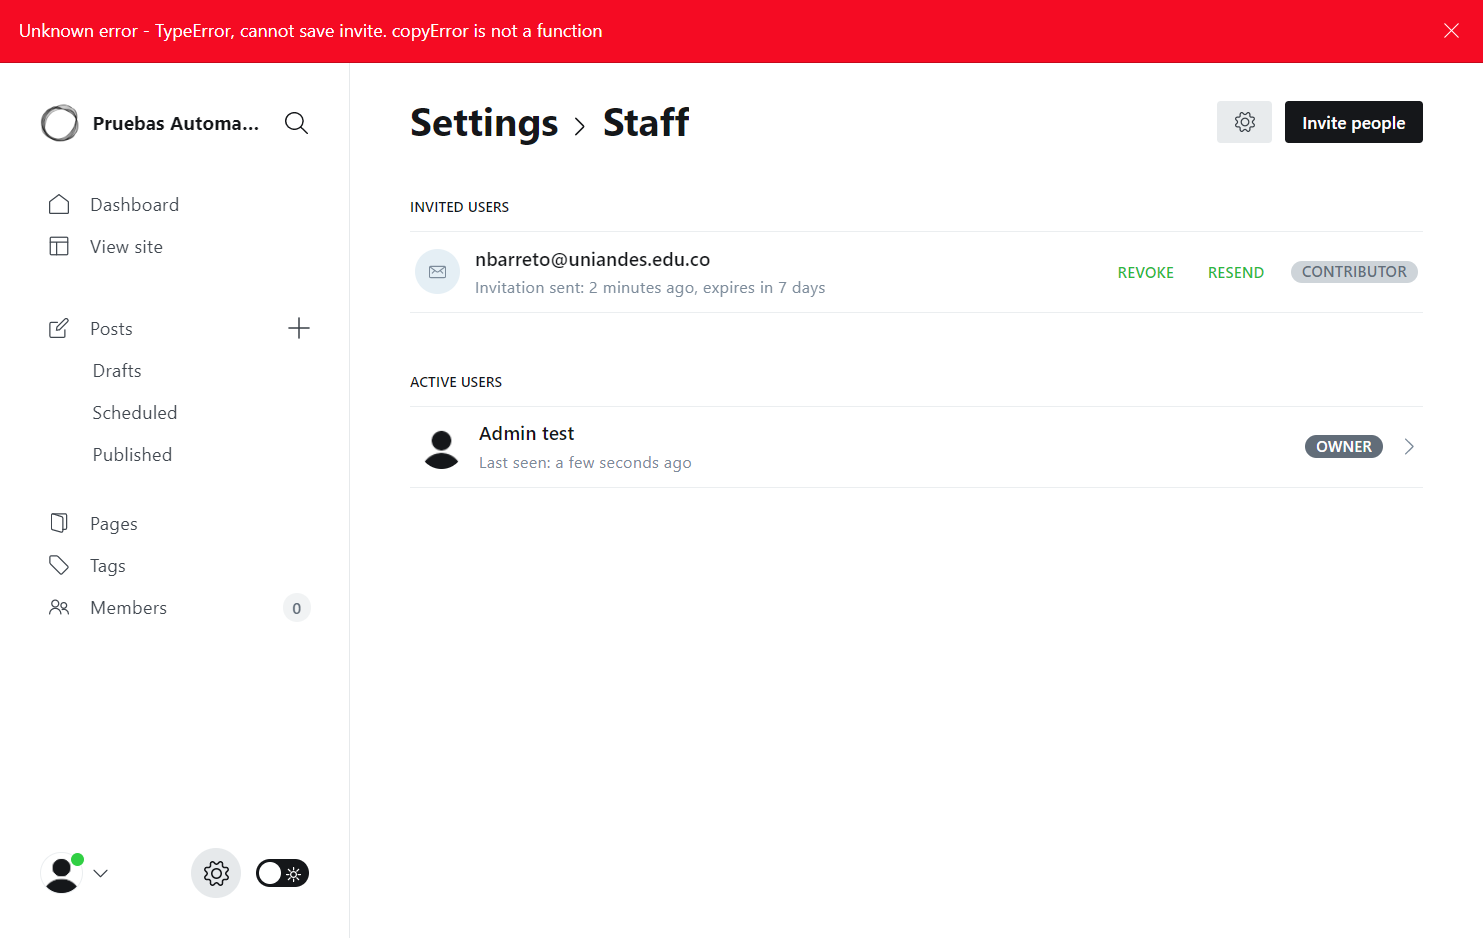 Unknown error - TypeError, cannot save invite. copyError is not a function
Pruebas Automa...
Dashboard
View site
Posts
Drafts
Scheduled
Published
Pages
Tags
Members
0
Settings > Staff
Invite people
INVITED USERS
nbarreto@uniandes.edu.co
Invitation sent: 2 minutes ago, expires in 7 days
REVOKE
RESEND
CONTRIBUTOR
ACTIVE USERS
Admin test
Last seen: a few seconds ago
OWNER